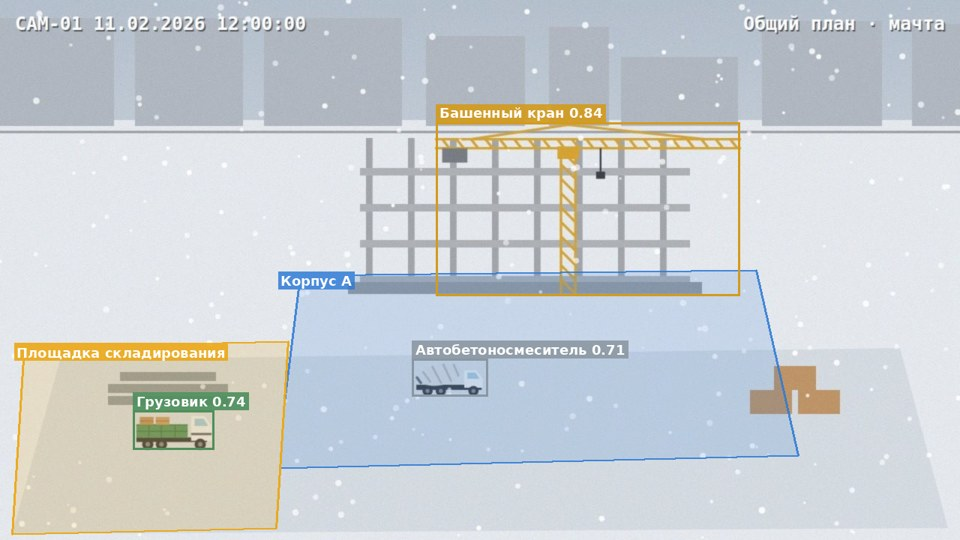 CAM-01 11.02.2026 12:00:00
Общий план · мачта
Башенный кран 0.84
Корпус А
Площадка складирования
Автобетоносмеситель 0.71
Грузовик 0.74